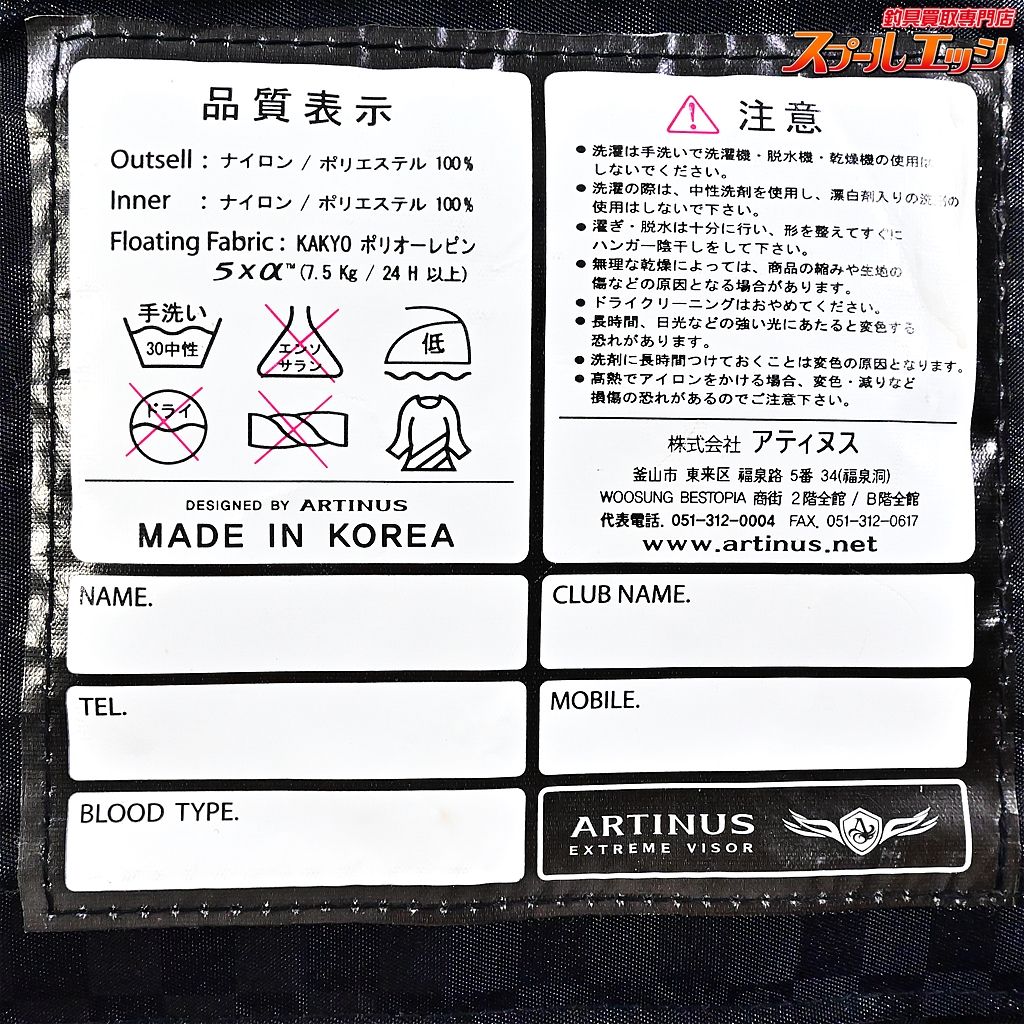 釣具買取専門店
スプールエッジ
品質表示
Outsell : ナイロン / ポリエステル 100%
Inner : ナイロン / ポリエステル 100%
Floating Fabric : KAKYO ポリオーレピン
5×α™(7.5 Kg / 24 H 以上)
手洗い
30中性
エンソ
サラン
低
ドライ
DESIGNED BY ARTINUS
MADE IN KOREA
注意
● 洗濯は手洗いで洗濯機・脱水機・乾燥機の使用は
しないでください。
● 洗濯の際は、中性洗剤を使用し、漂白剤入りの洗剤の
使用はしないで下さい。
● 濯ぎ・脱水は十分に行い、形を整えてすぐに
ハンガー陰干しをして下さい。
● 無理な乾燥によっては、商品の縮みや生地の
傷などの原因となる場合があります。
● ドライクリーニングはおやめてください。
● 長時間、日光などの強い光にあたると変色する
恐れがあります。
● 洗剤に長時間つけておくことは変色の原因となります。
● 高熱でアイロンをかける場合、変色・減りなど
損傷の恐れがあるのでご注意下さい。
株式会社 アティヌス
釜山市 東来区 福泉路 5番 34(福泉洞)
WOOSUNG BESTOPIA 商街 2階全館 / B階全館
代表電話. 051-312-0004 FAX. 051-312-0617
www.artinus.net
NAME.
CLUB NAME.
TEL.
MOBILE.
BLOOD TYPE.
ARTINUS
EXTREME VISOR